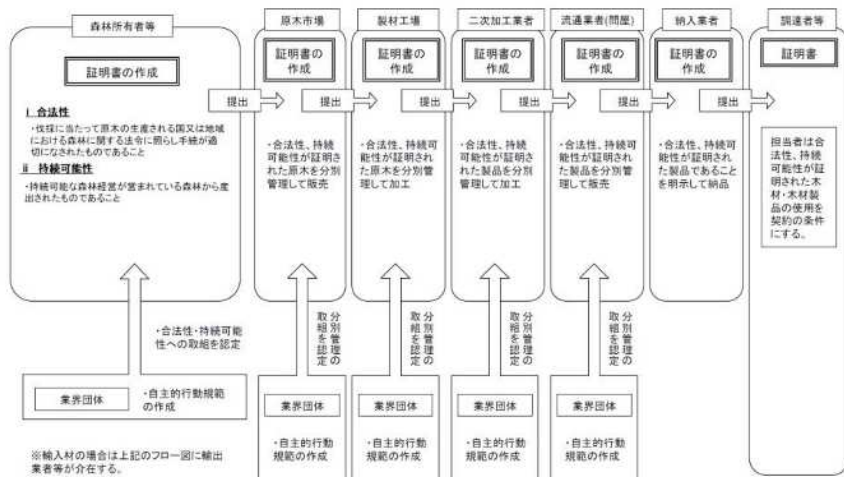 森林所有者等
証明書の作成
ⅰ 合法性
・伐採に当たって原木の生産される国又は地域
における森林に関する法令に照らし手続が適
切になされたものであること
ⅱ 持続可能性
・持続可能な森林経営が営まれている森林から産
出されたものであること
・合法性・持続可能
性への取組を認定
業界団体
・自主的行動規範
の作成
※輸入材の場合は上記のフロー図に輸出
業者等が介在する。
提出
原木市場
証明書の
作成
・合法性、持続
可能性が証明さ
れた原木を分別
管理して販売
分別管理の
取組を認定
業界団体
・自主的行動
規範の作成
提出
製材工場
証明書の
作成
・合法性、持続
可能性が証明さ
れた原木を分別
管理して加工
分別管理の
取組を認定
業界団体
・自主的行動
規範の作成
提出
二次加工業者
証明書の
作成
・合法性、持続
可能性が証明さ
れた製品を分別
管理して加工
分別管理の
取組を認定
業界団体
・自主的行動
規範の作成
提出
流通業者(問屋)
証明書の
作成
・合法性、持続
可能性が証明さ
れた製品を分別
管理して販売
分別管理の
取組を認定
業界団体
・自主的行動
規範の作成
提出
納入業者
証明書の
作成
・合法性、持続
可能性が証明さ
れた製品であること
を明示して納品
提出
調達者等
証明書
担当者は合
法性、持続
可能性が証
明された木
材・木材製
品の使用を
契約の条件
にする。